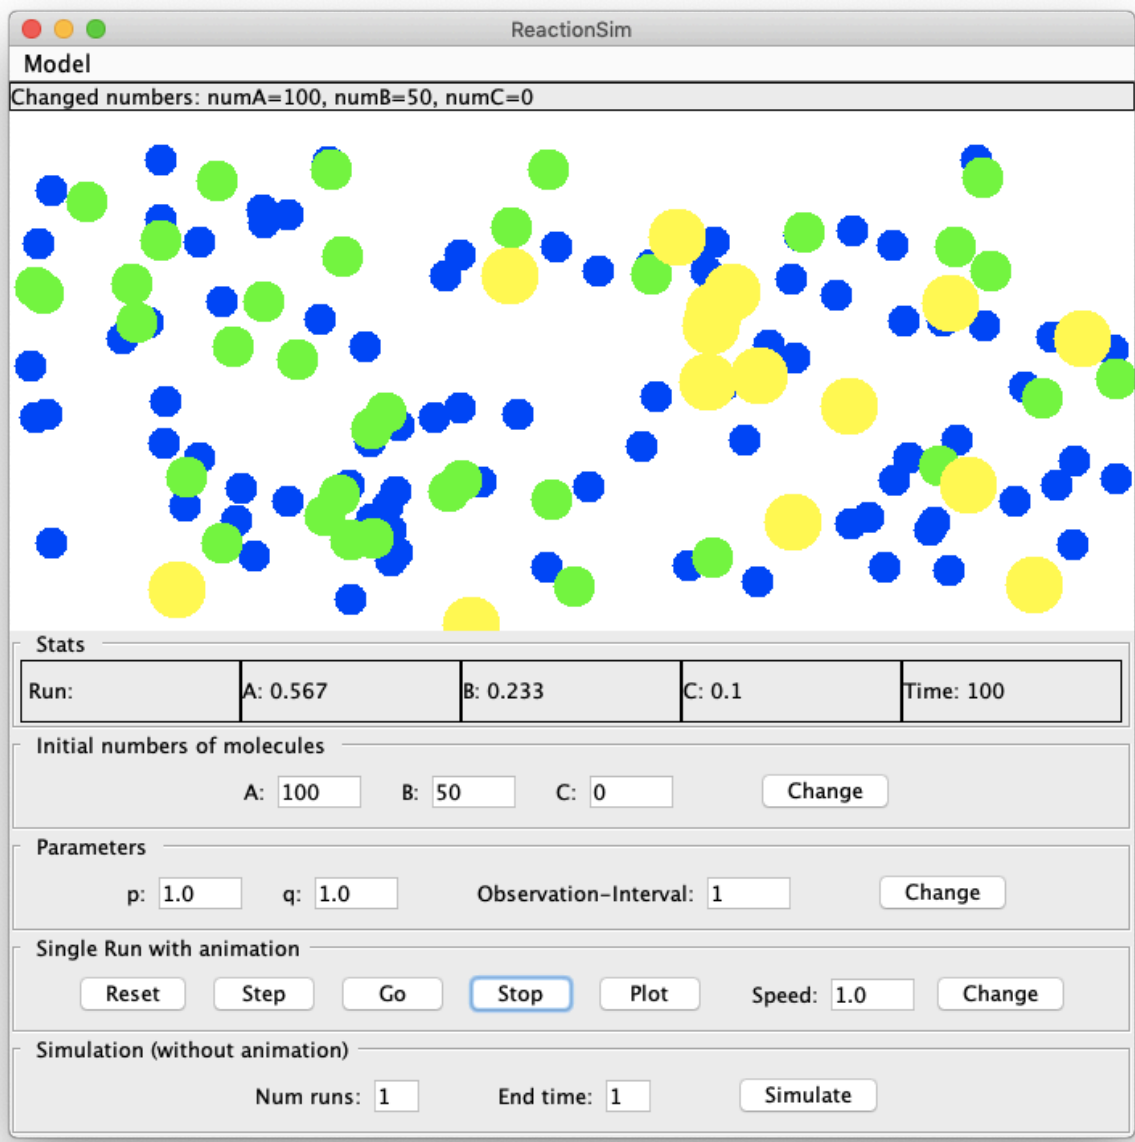 ReactionSim
Model
Changed numbers: numA=100, numB=50, numC=0
Stats
Run: A: 0.567 B: 0.233 C: 0.1 Time: 100
Initial numbers of molecules
A: 100 B: 50 C: 0 Change
Parameters
p: 1.0 q: 1.0 Observation-Interval: 1 Change
Single Run with animation
Reset Step Go Stop Plot Speed: 1.0 Change
Simulation (without animation)
Num runs: 1 End time: 1 Simulate